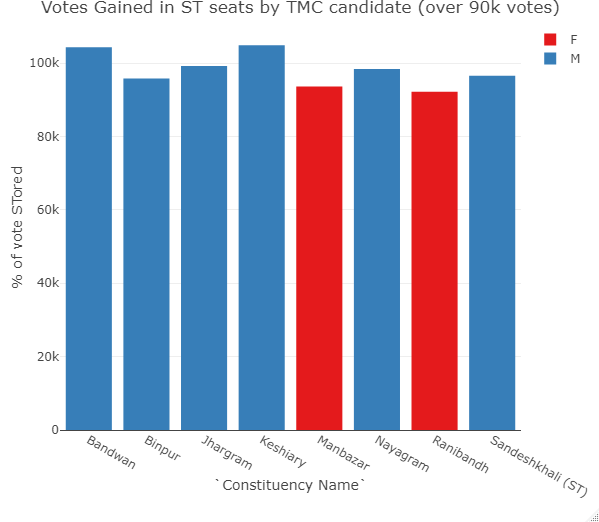 Votes Gained in ST seats by TMC candidate (over 90k votes)
F
M
100k
80k
60k
40k
20k
0
% of vote STored
Bandwan
Binpur
Jhargram
Keshiary
Manbazar
Nayagram
Ranibandh
Sandeshkhali (ST)
`Constituency Name`